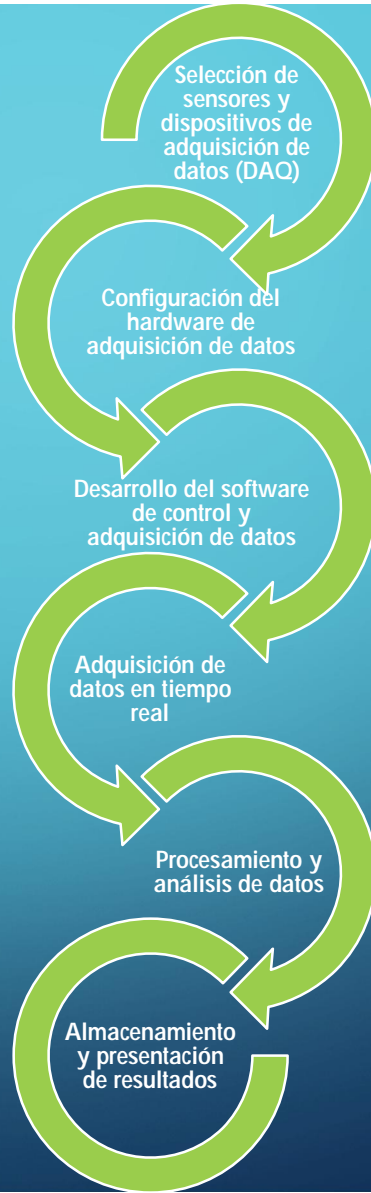 Selección de
sensores y
dispositivos de
adquisición de
datos (DAQ)
Configuración del
hardware de
adquisición de datos
Desarrollo del software
de control y
adquisición de datos
Adquisición de
datos en tiempo
real
Procesamiento y
análisis de datos
Almacenamiento
y presentación
de resultados